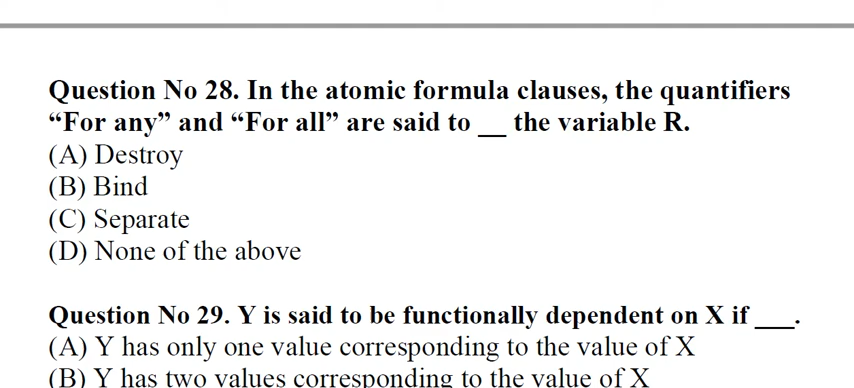 Question No 28. In the atomic formula clauses, the quantifiers
“For any” and “For all” are said to __ the variable R.
(A) Destroy
(B) Bind
(C) Separate
(D) None of the above
Question No 29. Y is said to be functionally dependent on X if ___.
(A) Y has only one value corresponding to the value of X
(B) Y has two values corresponding to the value of X